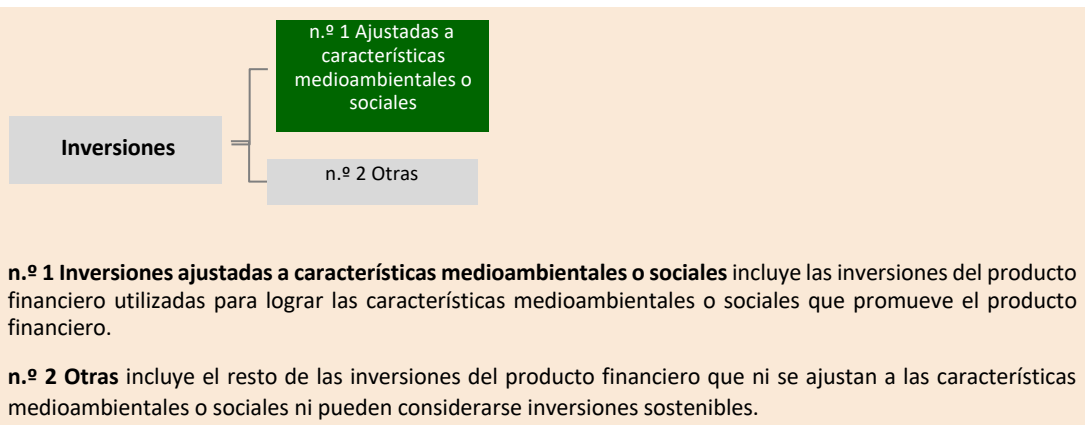 n.º 1 Ajustadas a
características
medioambientales o
sociales
Inversiones
n.º 2 Otras
n.º 1 Inversiones ajustadas a características medioambientales o sociales incluye las inversiones del producto
financiero utilizadas para lograr las características medioambientales o sociales que promueve el producto
financiero.
n.º 2 Otras incluye el resto de las inversiones del producto financiero que ni se ajustan a las características
medioambientales o sociales ni pueden considerarse inversiones sostenibles.